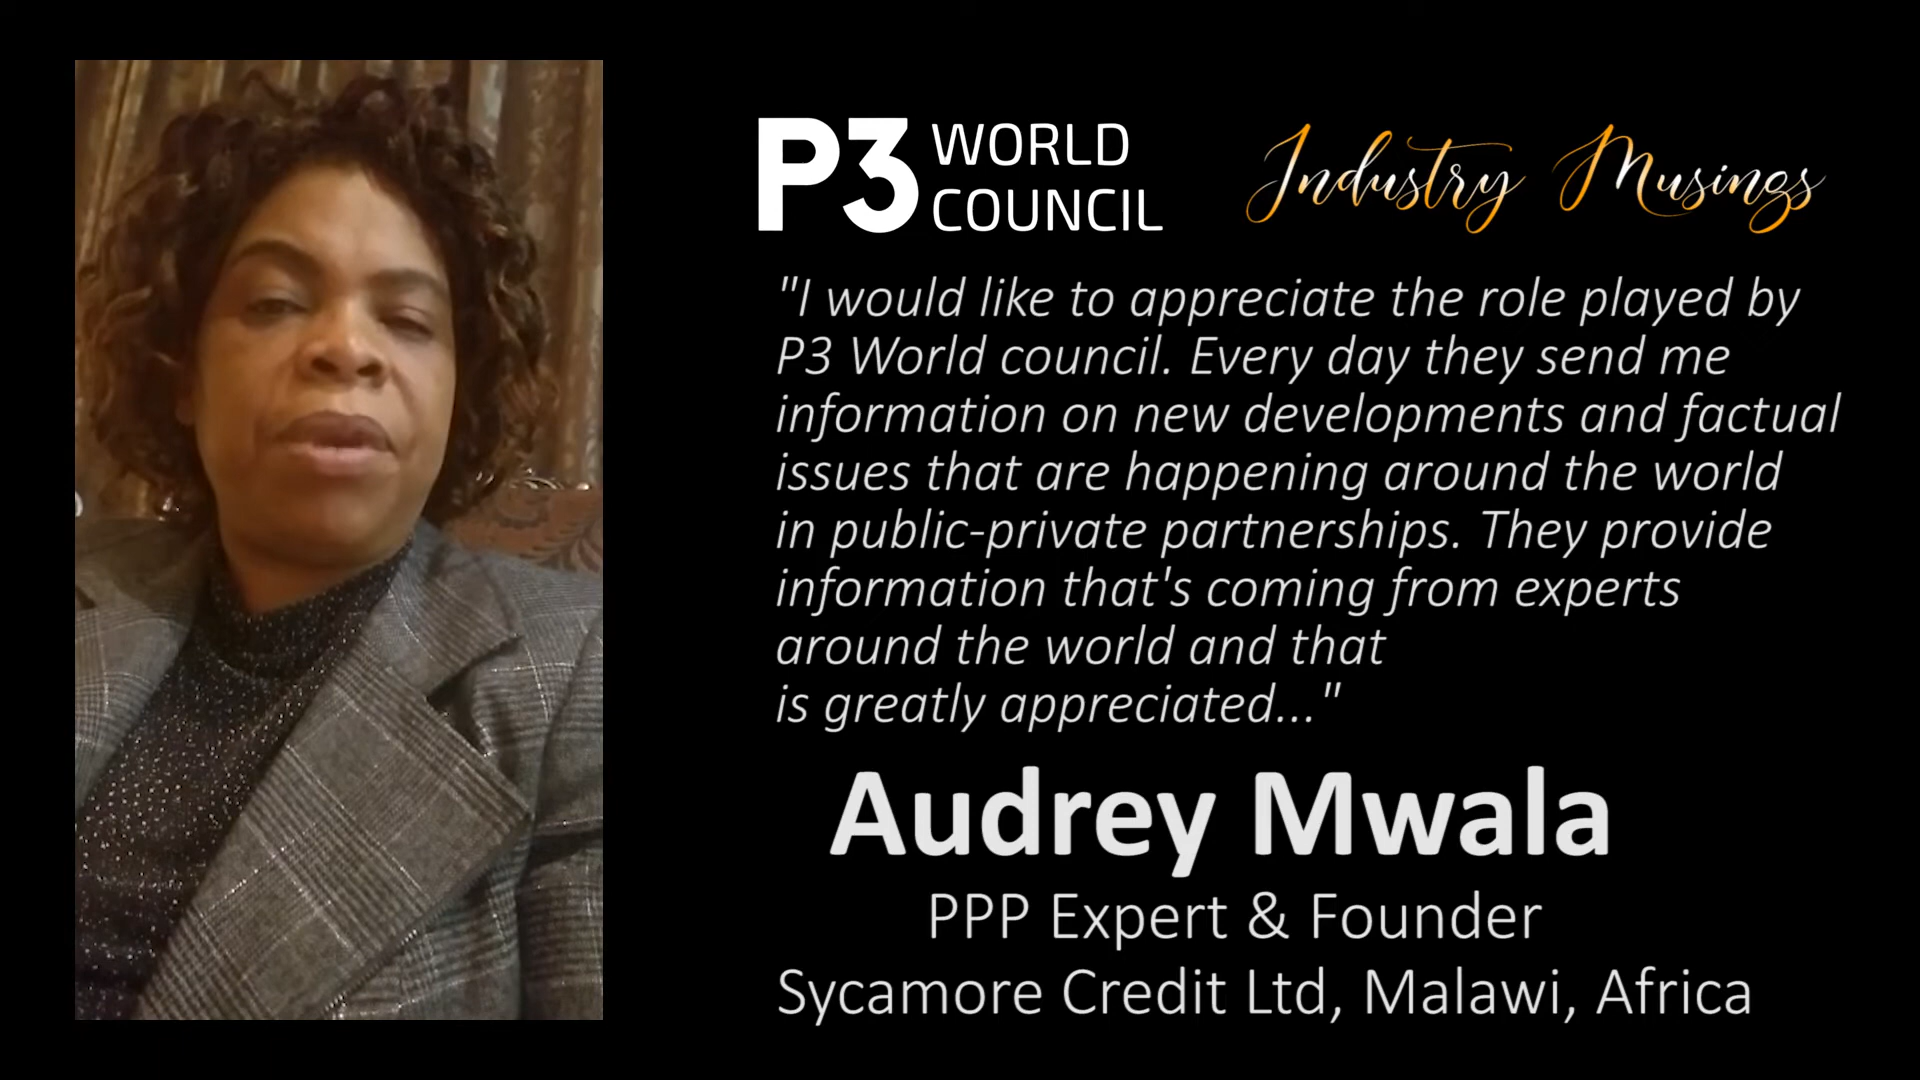 P3 WORLD COUNCIL
Industry Musings
"I would like to appreciate the role played by
P3 World council. Every day they send me
information on new developments and factual
issues that are happening around the world
in public-private partnerships. They provide
information that's coming from experts
around the world and that
is greatly appreciated..."
Audrey Mwala
PPP Expert & Founder
Sycamore Credit Ltd, Malawi, Africa